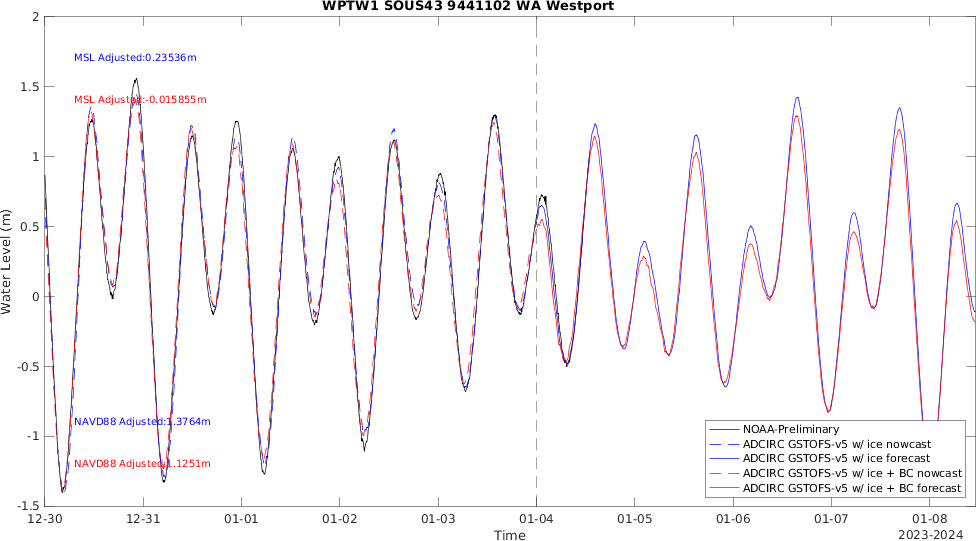 WPTW1 SOUS43 9441102 WA Westport
2
1.5
1
0.5
0
-0.5
-1
-1.5
Water Level (m)
MSL Adjusted:0.23536m
MSL Adjusted:-0.015855m
NAVD88 Adjusted:1.3764m
NAVD88 Adjusted:1.1251m
NOAA-Preliminary
ADCIRC GSTOFS-v5 w/ ice nowcast
ADCIRC GSTOFS-v5 w/ ice forecast
ADCIRC GSTOFS-v5 w/ ice + BC nowcast
ADCIRC GSTOFS-v5 w/ ice + BC forecast
12-30 12-31 01-01 01-02 01-03 01-04 01-05 01-06 01-07 01-08
Time
2023-2024